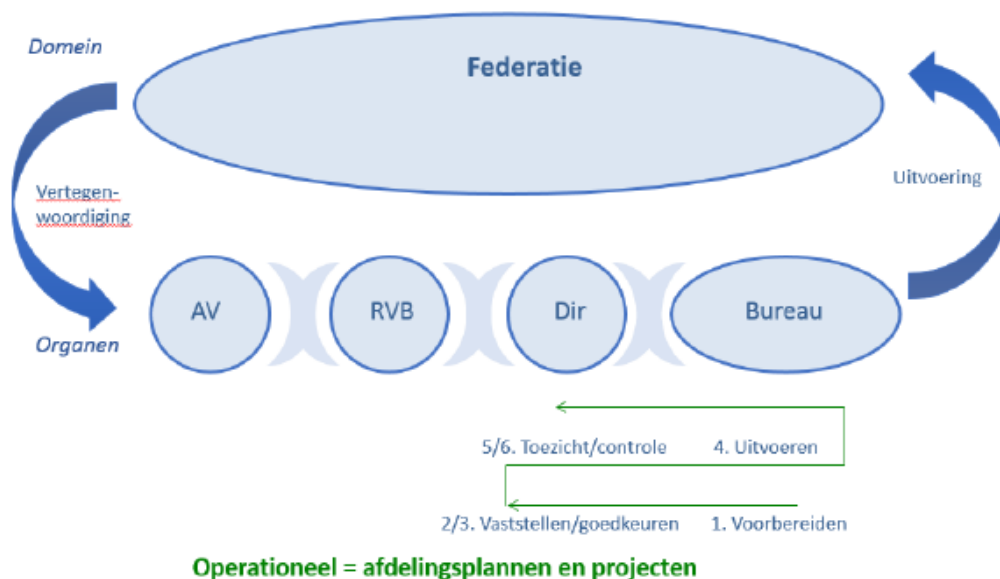 Domein
Federatie
Vertegen-
woordiging
Uitvoering
AV
RVB
Dir
Bureau
Organen
5/6. Toezicht/controle
4. Uitvoeren
2/3. Vaststellen/goedkeuren
1. Voorbereiden
Operationeel = afdelingsplannen en projecten